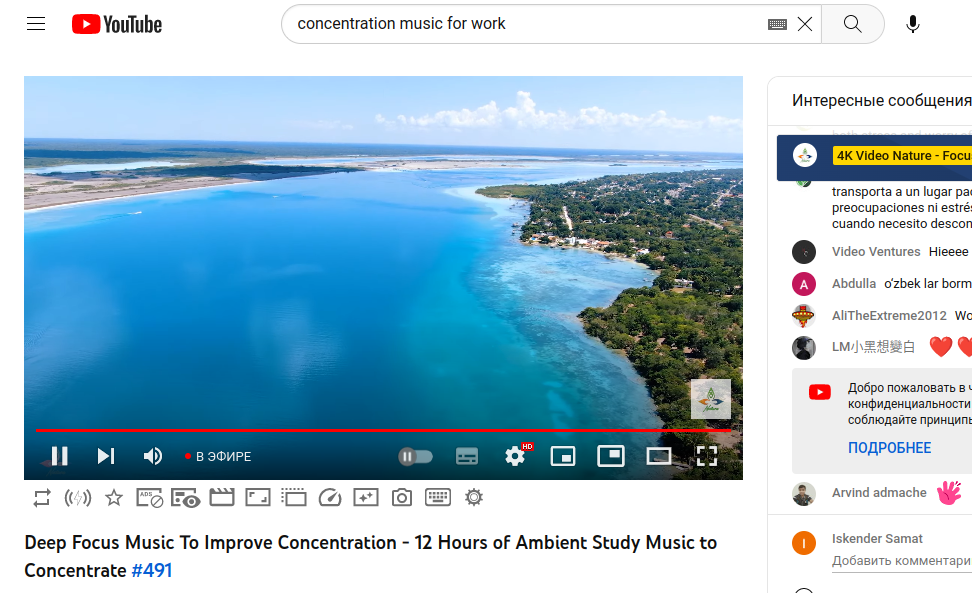 YouTube
concentration music for work
Интересные сообщения
4K Video Nature - Focu
transporta a un lugar pa
preocupaciones ni estré
cuando necesito descon
Video Ventures Hieeee
A Abdulla o'zbek lar borm
AliTheExtreme2012 Wo
LM小黑想變白 ❤️❤️
Добро пожаловать в ч
конфиденциальности
соблюдайте принципы
ПОДРОБНЕЕ
Arvind admache
I Iskender Samat
Добавить комментари
В ЭФИРЕ
HD
ADS
Deep Focus Music To Improve Concentration - 12 Hours of Ambient Study Music to
Concentrate #491